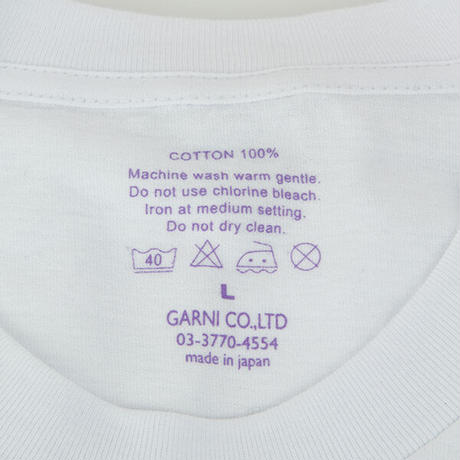 COTTON 100%
Machine wash warm gentle.
Do not use chlorine bleach.
Iron at medium setting.
Do not dry clean.
40
L
GARNI CO.,LTD
03-3770-4554
made in japan